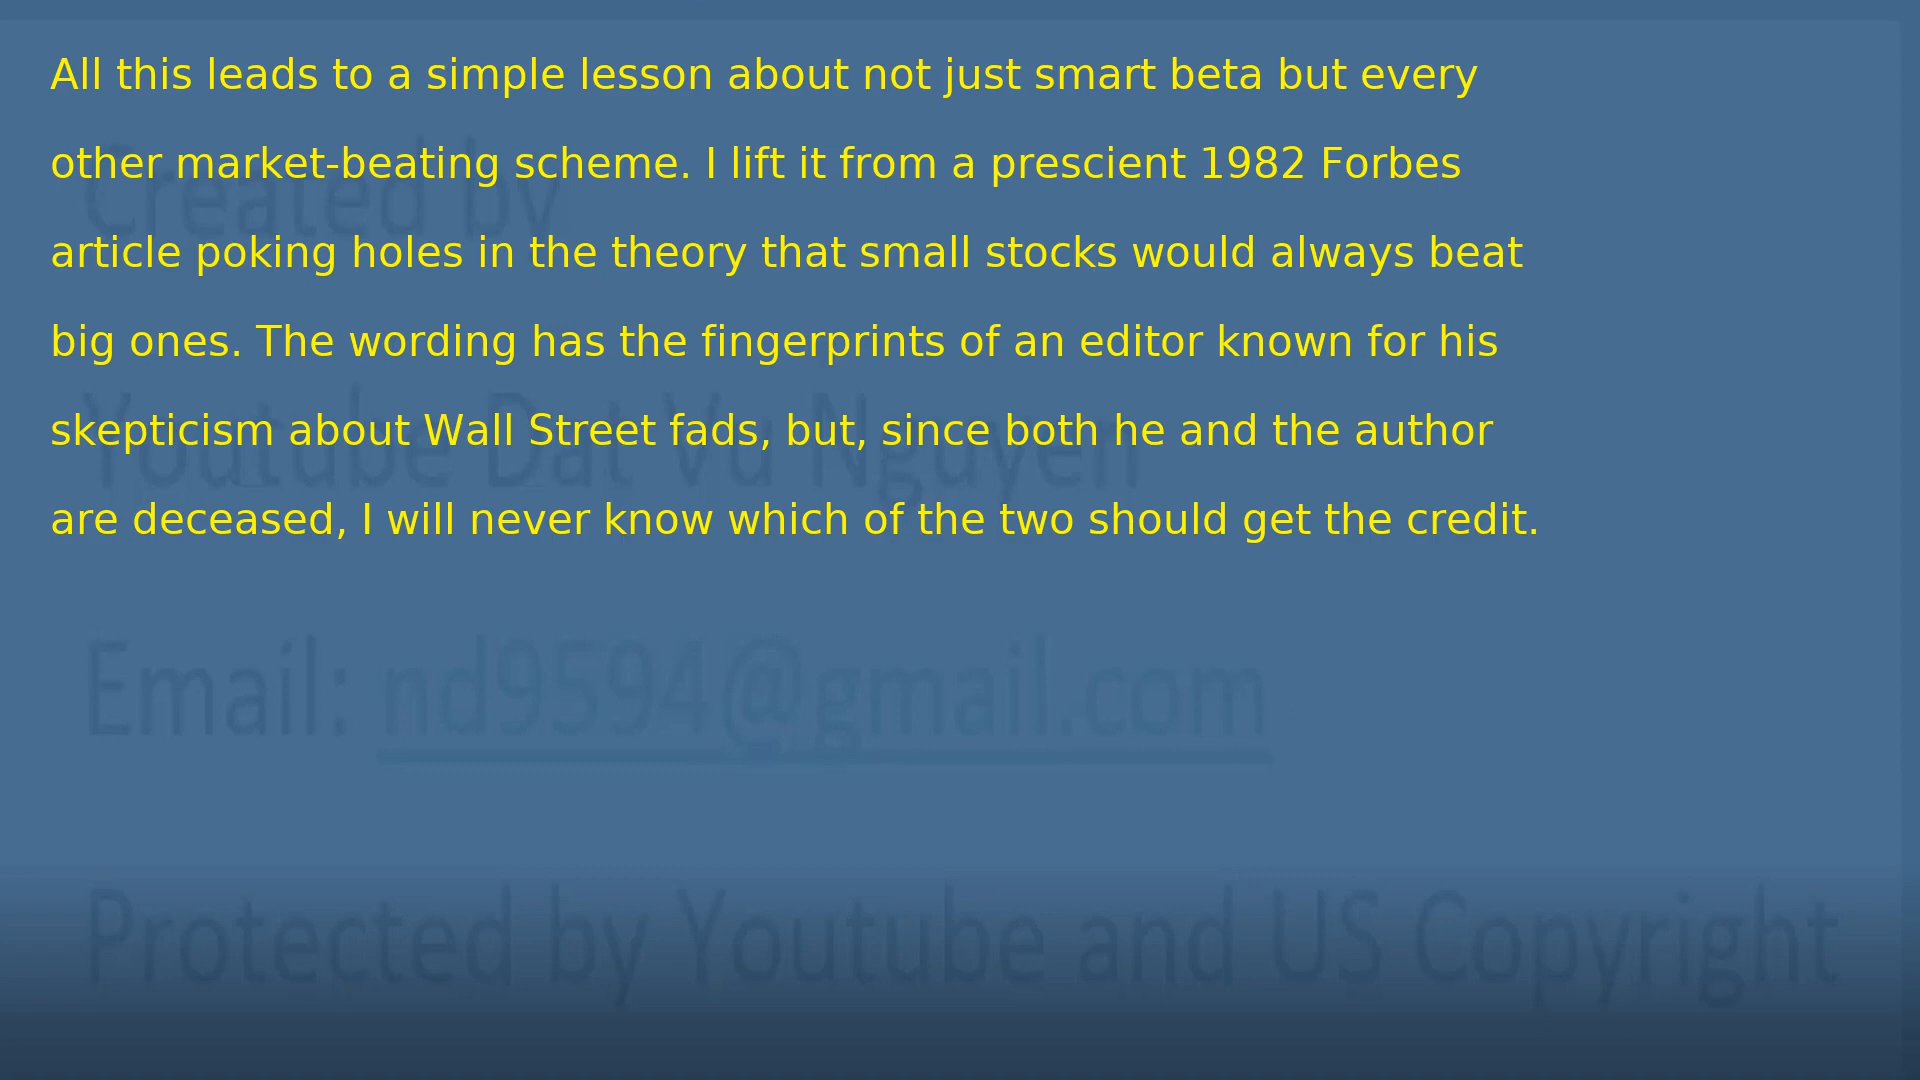 All this leads to a simple lesson about not just smart beta but every
other market-beating scheme. I lift it from a prescient 1982 Forbes
Created by
article poking holes in the theory that small stocks would always beat
big ones. The wording has the fingerprints of an editor known for his
skepticism about Wall Street fads, but, since both he and the author
Youtube Dat Vu Nguyen
are deceased, I will never know which of the two should get the credit.
Email: nd9594@gmail.com
Protected by Youtube and US Copyright